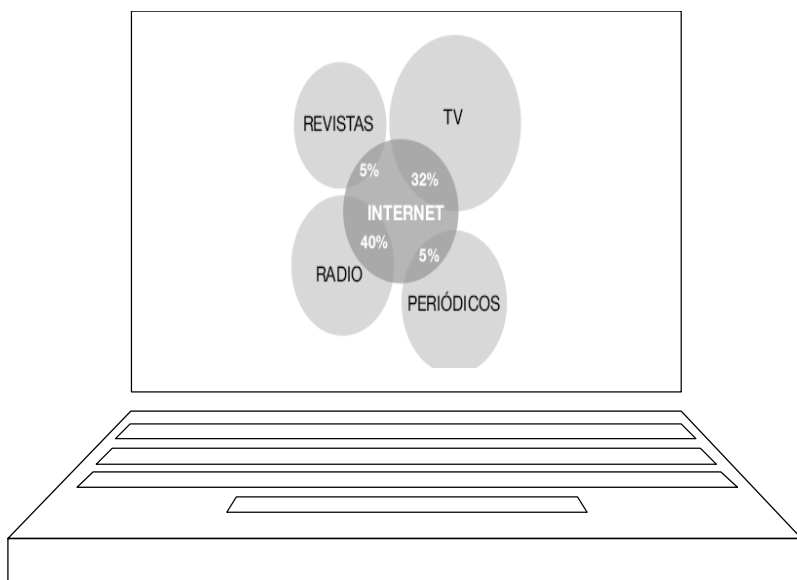 REVISTAS
TV
5%
32%
INTERNET
40%
5%
RADIO
PERIÓDICOS